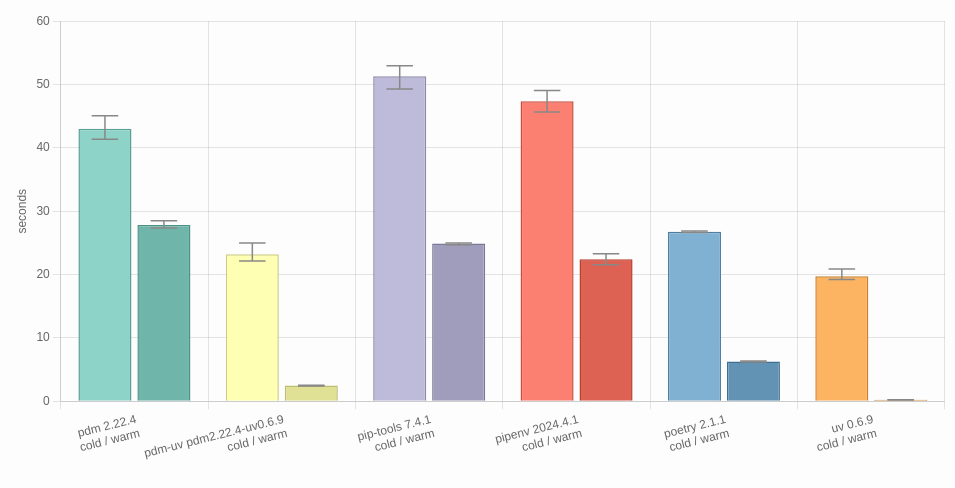 60
50
40
30
20
10
0
seconds
pdm 2.22.4
cold / warm
pdm-uv pdm2.22.4-uv0.6.9
cold / warm
pip-tools 7.4.1
cold / warm
pipenv 2024.4.1
cold / warm
poetry 2.1.1
cold / warm
uv 0.6.9
cold / warm